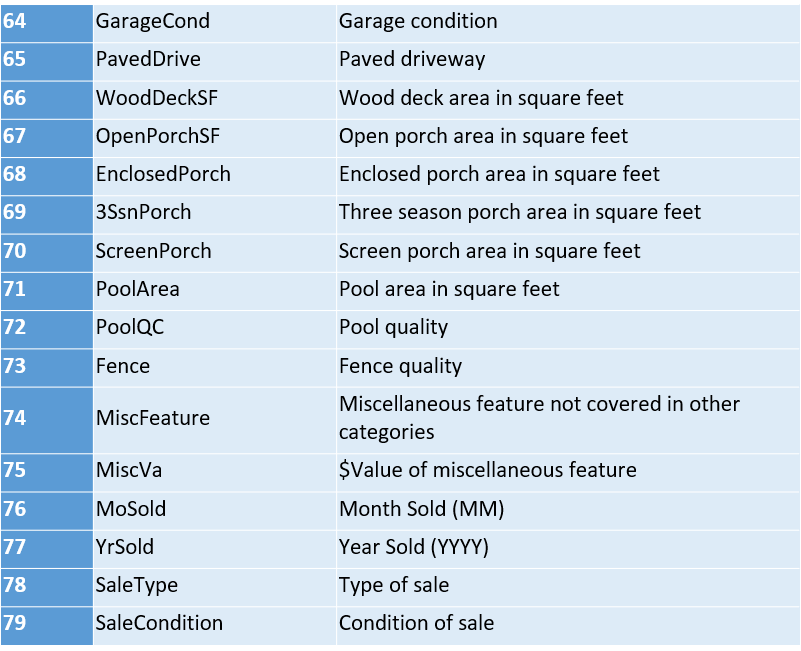 64 GarageCond Garage condition
65 PavedDrive Paved driveway
66 WoodDeckSF Wood deck area in square feet
67 OpenPorchSF Open porch area in square feet
68 EnclosedPorch Enclosed porch area in square feet
69 3SsnPorch Three season porch area in square feet
70 ScreenPorch Screen porch area in square feet
71 PoolArea Pool area in square feet
72 PoolQC Pool quality
73 Fence Fence quality
74 MiscFeature Miscellaneous feature not covered in other
categories
75 MiscVa $Value of miscellaneous feature
76 MoSold Month Sold (MM)
77 YrSold Year Sold (YYYY)
78 SaleType Type of sale
79 SaleCondition Condition of sale